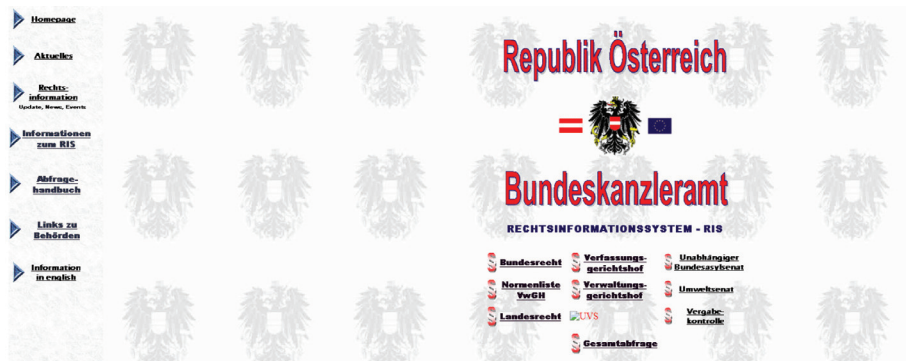 Homepage
Aktuelles
Rechts-
information
Update, News, Events
Informationen
zum RIS
Abfrage-
handbuch
Links zu
Behörden
Information
in english
Republik Österreich
Bundeskanzleramt
RECHTSINFORMATIONSSYSTEM - RIS
Bundesrecht
Verfassungs-
gerichtshof
Unabhängiger
Bundesasylsenat
Normenliste
VwGH
Verwaltungs-
gerichtshof
Umweltsenat
Landesrecht
UVS
Vergabe-
kontrolle
Gesamtabfrage